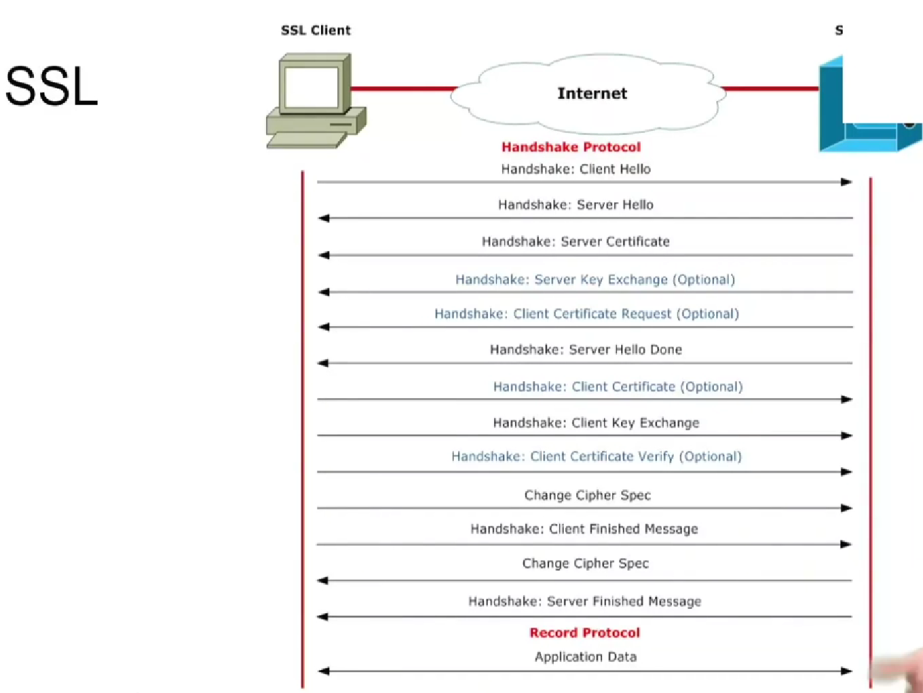 SSL Client
S
SSL
Internet
Handshake Protocol
Handshake: Client Hello
Handshake: Server Hello
Handshake: Server Certificate
Handshake: Server Key Exchange (Optional)
Handshake: Client Certificate Request (Optional)
Handshake: Server Hello Done
Handshake: Client Certificate (Optional)
Handshake: Client Key Exchange
Handshake: Client Certificate Verify (Optional)
Change Cipher Spec
Handshake: Client Finished Message
Change Cipher Spec
Handshake: Server Finished Message
Record Protocol
Application Data